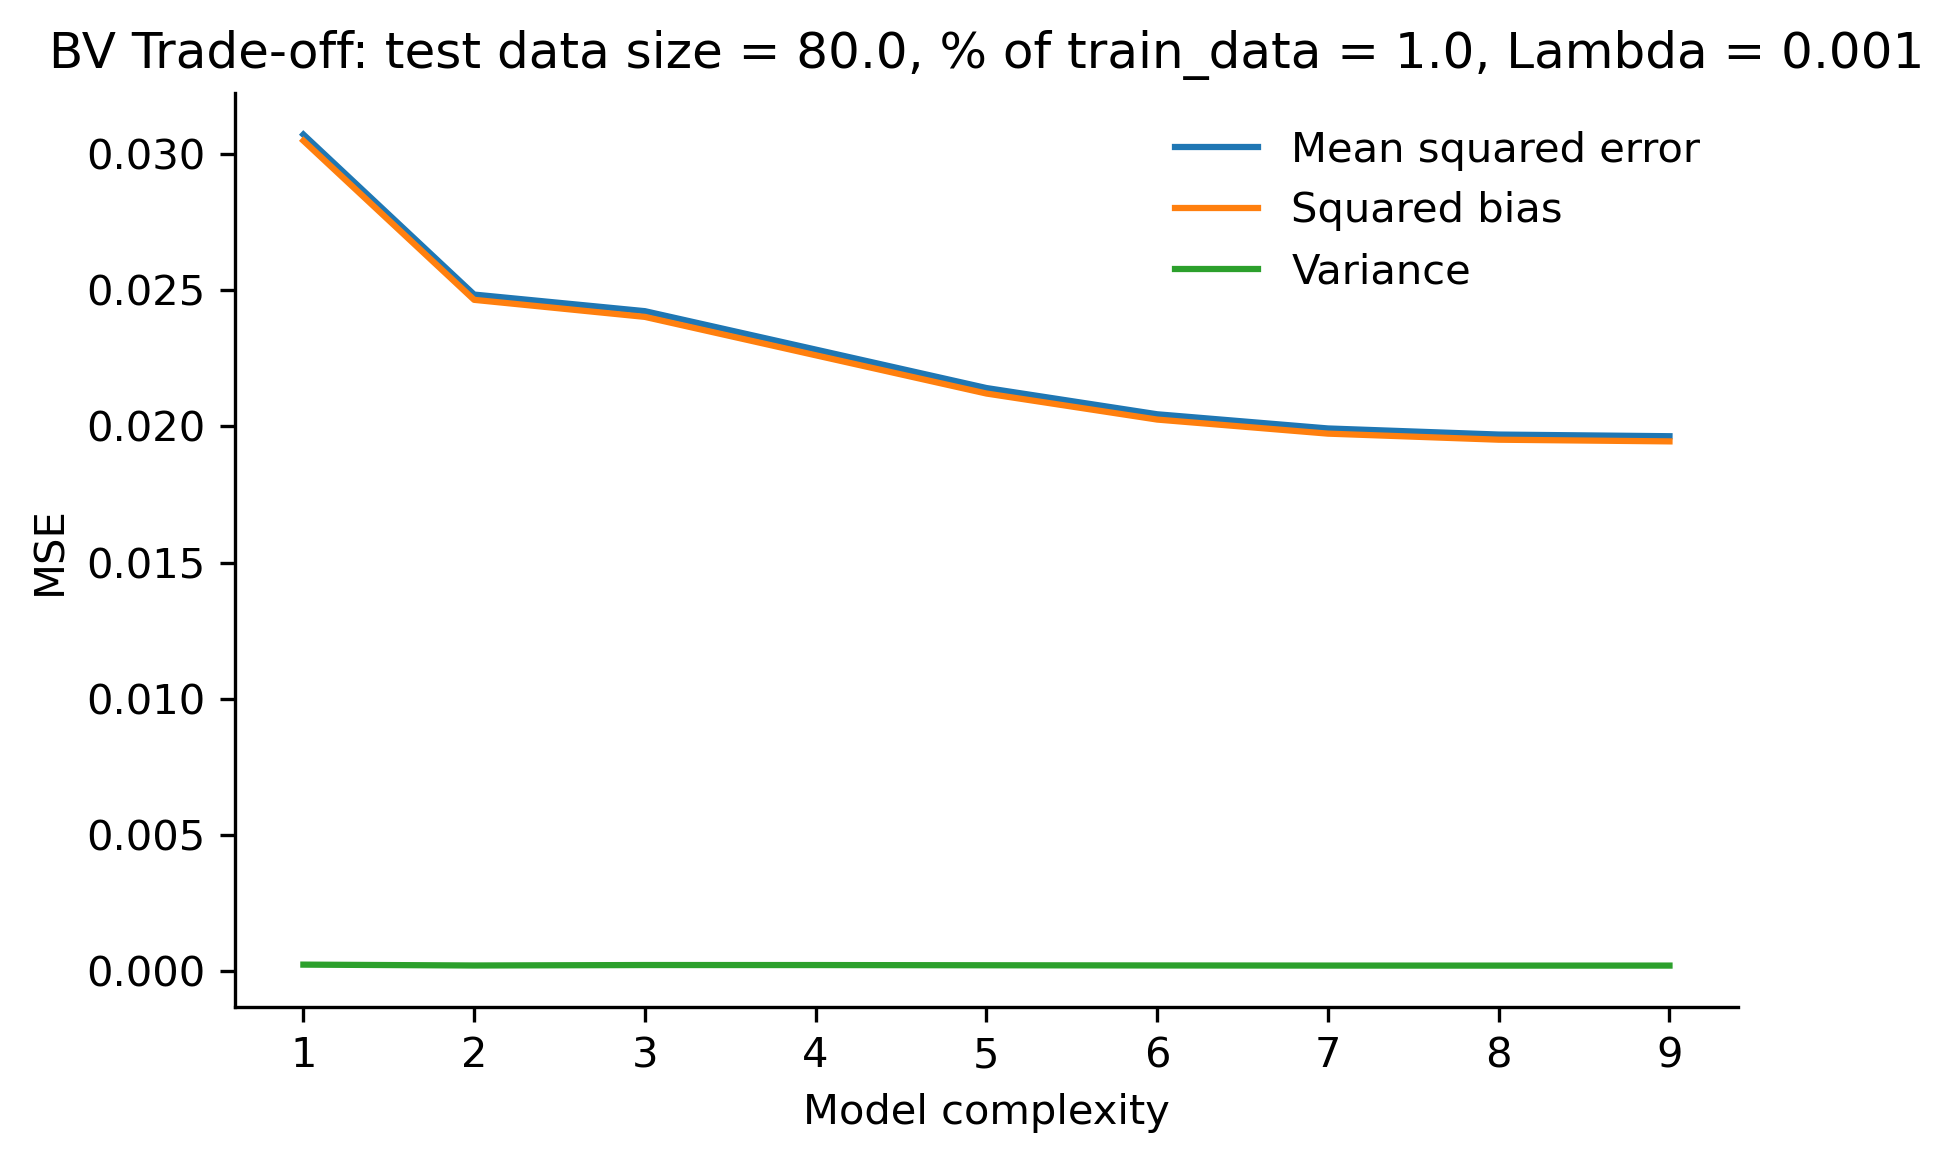 BV Trade-off: test data size = 80.0, % of train_data = 1.0, Lambda = 0.001
Mean squared error
Squared bias
Variance
MSE
0.030
0.025
0.020
0.015
0.010
0.005
0.000
1 2 3 4 5 6 7 8 9
Model complexity